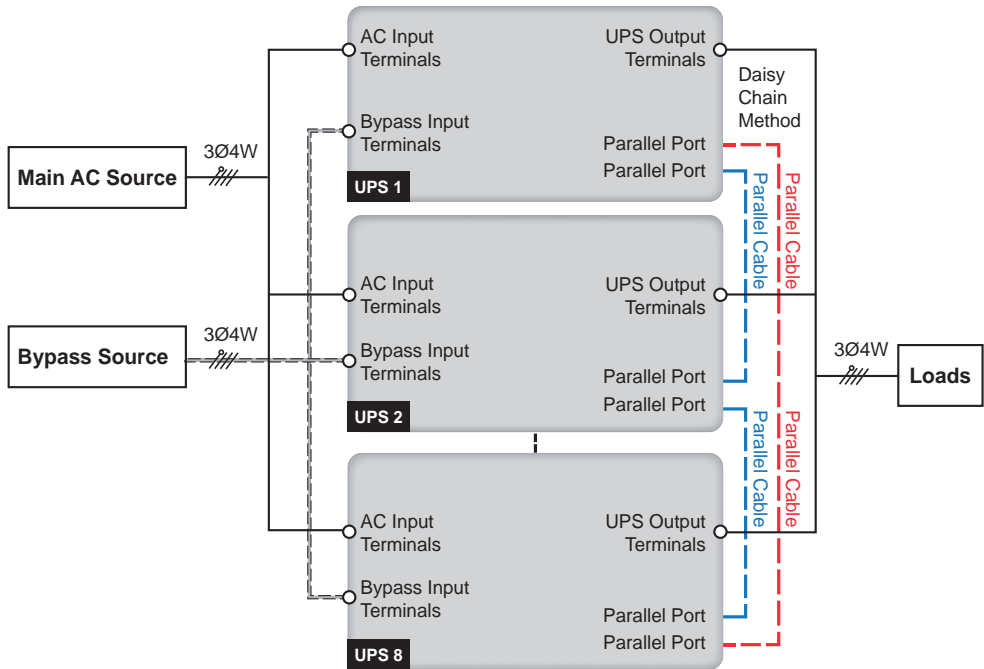 AC Input
Terminals
UPS Output
Terminals
Daisy
Chain
Method
Bypass Input
Terminals
Parallel Port
Parallel Port
UPS 1
3Ø4W
Main AC Source
Parallel Cable
Parallel Cable
AC Input
Terminals
UPS Output
Terminals
3Ø4W
Bypass Source
Bypass Input
Terminals
Parallel Port
Parallel Port
UPS 2
3Ø4W
Loads
Parallel Cable
Parallel Cable
AC Input
Terminals
UPS Output
Terminals
Bypass Input
Terminals
Parallel Port
Parallel Port
UPS 8